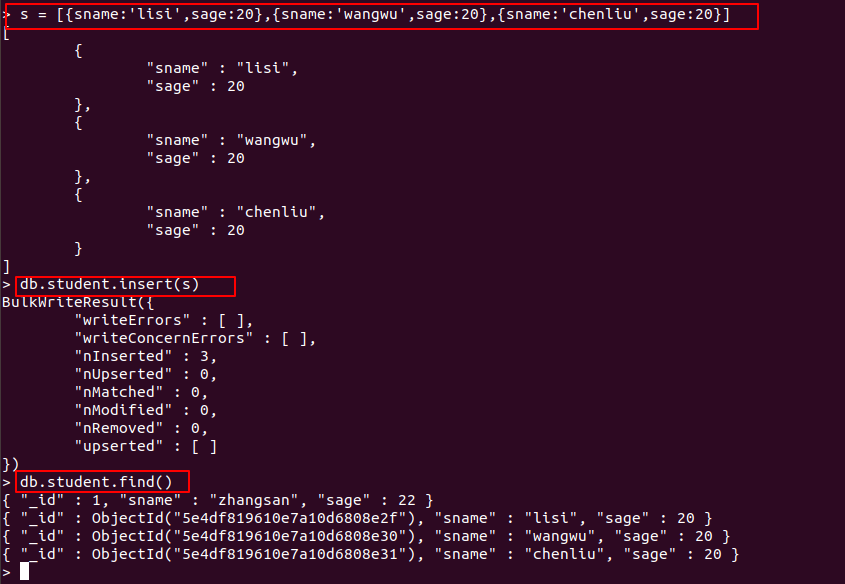 > s = [{sname:'lisi',sage:20},{sname:'wangwu',sage:20},{sname:'chenliu',sage:20}]
[
	{
		"sname" : "lisi",
		"sage" : 20
	},
	{
		"sname" : "wangwu",
		"sage" : 20
	},
	{
		"sname" : "chenliu",
		"sage" : 20
	}
]
> db.student.insert(s)
BulkWriteResult({
	"writeErrors" : [ ],
	"writeConcernErrors" : [ ],
	"nInserted" : 3,
	"nUpserted" : 0,
	"nMatched" : 0,
	"nModified" : 0,
	"nRemoved" : 0,
	"upserted" : [ ]
})
> db.student.find()
{ "_id" : 1, "sname" : "zhangsan", "sage" : 22 }
{ "_id" : ObjectId("5e4df819610e7a10d6808e2f"), "sname" : "lisi", "sage" : 20 }
{ "_id" : ObjectId("5e4df819610e7a10d6808e30"), "sname" : "wangwu", "sage" : 20 }
{ "_id" : ObjectId("5e4df819610e7a10d6808e31"), "sname" : "chenliu", "sage" : 20 }
>